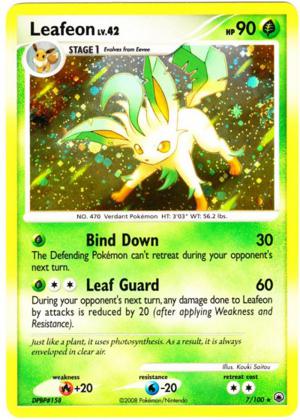 Leafeon LV.42 HP 90
STAGE 1 Evolves from Eevee
NO. 470 Verdant Pokémon HT: 3'03" WT: 56.2 lbs.
Bind Down 30
The Defending Pokémon can't retreat during your opponent's
next turn.
Leaf Guard 60
During your opponent's next turn, any damage done to Leafeon
by attacks is reduced by 20 (after applying Weakness and
Resistance).
Just like a plant, it uses photosynthesis. As a result,
it is always enveloped in clear air.
Illus. Kouki Saitou
weakness resistance retreat cost
+20 -20
DPBP#158 ©2008 Pokémon/Nintendo 7/100 ★